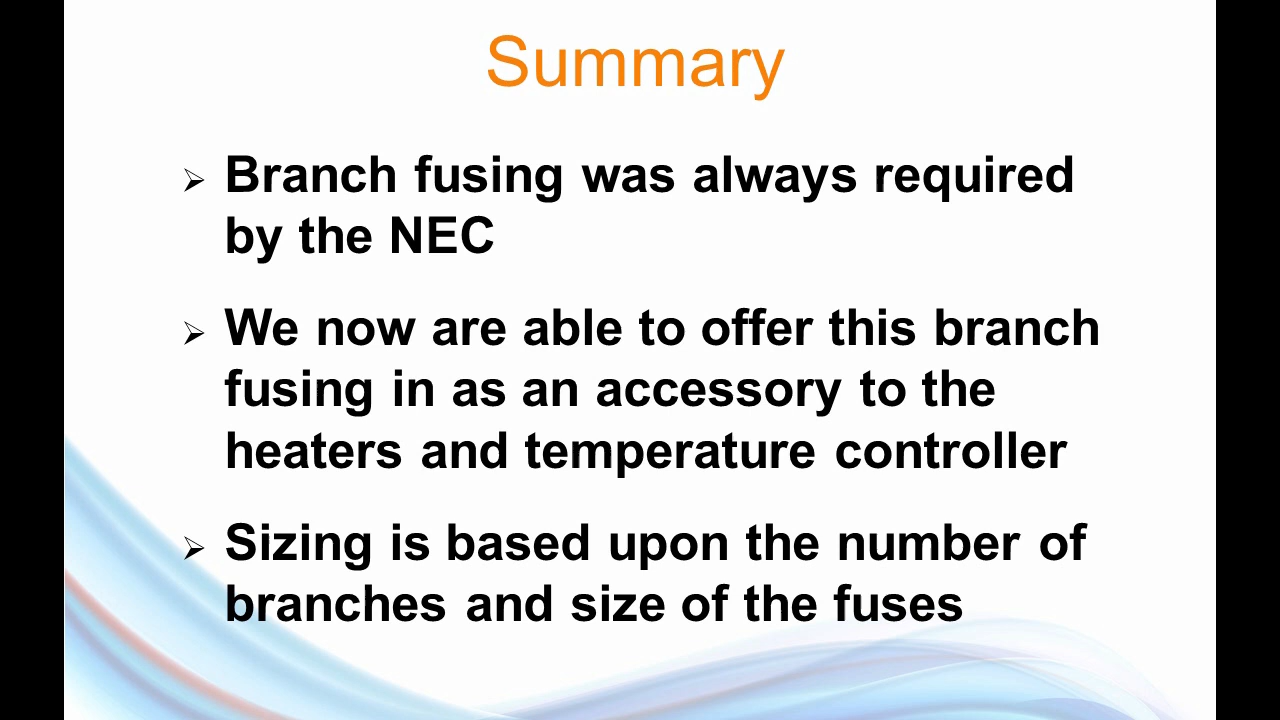 Summary
➢ Branch fusing was always required
by the NEC
➢ We now are able to offer this branch
fusing in as an accessory to the
heaters and temperature controller
➢ Sizing is based upon the number of
branches and size of the fuses